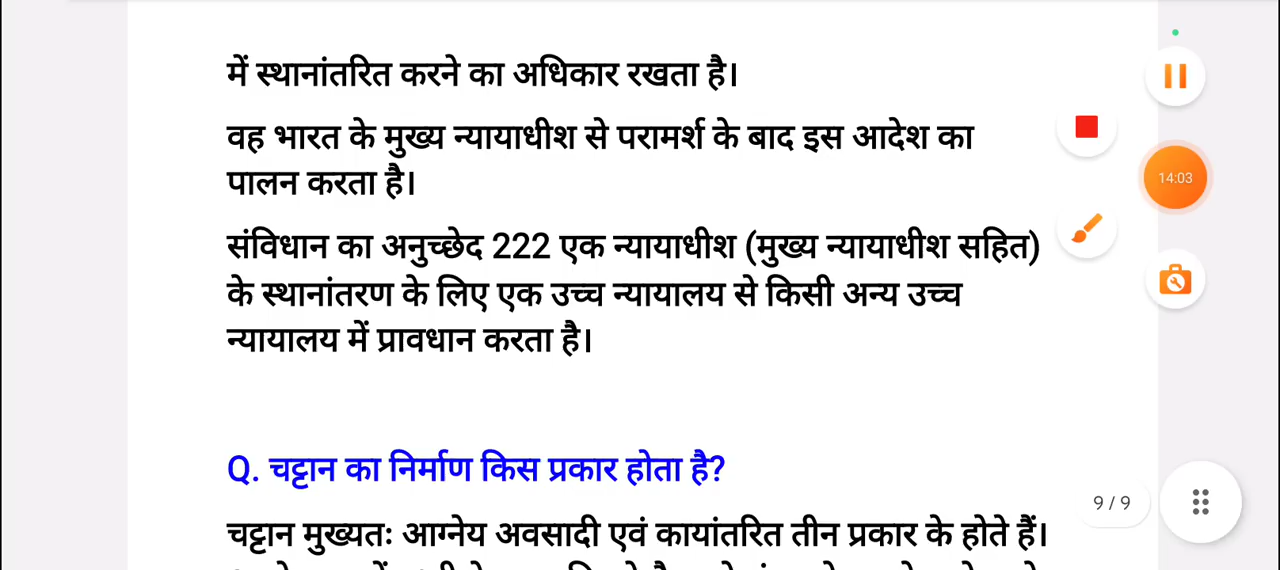 में स्थानांतरित करने का अधिकार रखता है।
वह भारत के मुख्य न्यायाधीश से परामर्श के बाद इस आदेश का
पालन करता है।
14:03
संविधान का अनुच्छेद 222 एक न्यायाधीश (मुख्य न्यायाधीश सहित)
के स्थानांतरण के लिए एक उच्च न्यायालय से किसी अन्य उच्च
न्यायालय में प्रावधान करता है।
Q. चट्टान का निर्माण किस प्रकार होता है?
9 / 9
चट्टान मुख्यतः आग्नेय अवसादी एवं कायांतरित तीन प्रकार के होते हैं।